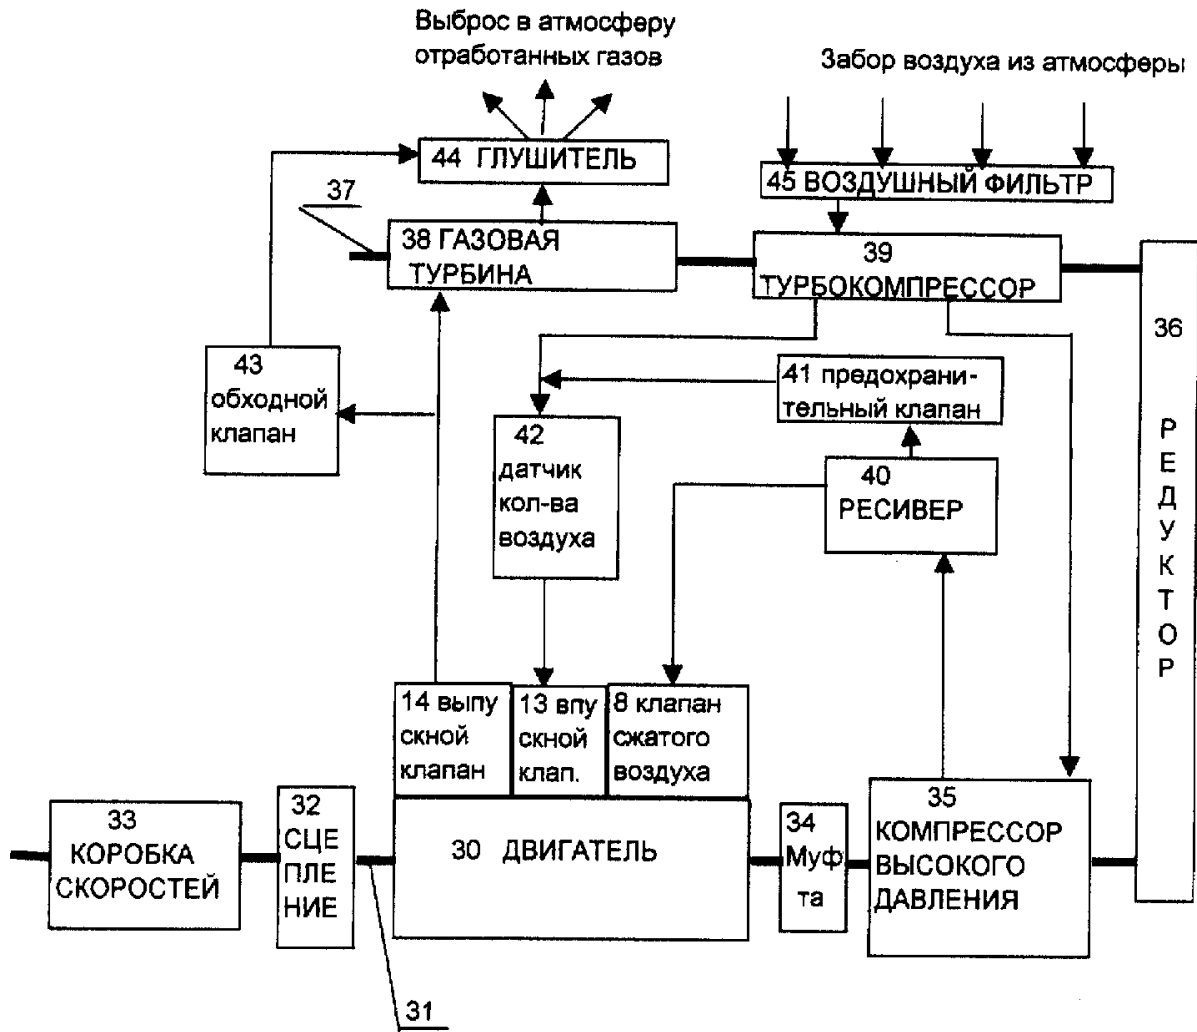 Выброс в атмосферу
отработанных газов
Забор воздуха из атмосферы
44 ГЛУШИТЕЛЬ
45 ВОЗДУШНЫЙ ФИЛЬТР
37
38 ГАЗОВАЯ
ТУРБИНА
39
ТУРБОКОМПРЕССОР
36
РЕДУКТОР
43
обходной
клапан
41 предохрани-
тельный клапан
42
датчик
кол-ва
воздуха
40
РЕСИВЕР
14 выпу
скной
клапан
13 впу
скной
клап.
8 клапан
сжатого
воздуха
33
КОРОБКА
СКОРОСТЕЙ
32
СЦЕ
ПЛЕ
НИЕ
30 ДВИГАТЕЛЬ
34
Муф
та
35
КОМПРЕССОР
ВЫСОКОГО
ДАВЛЕНИЯ
31